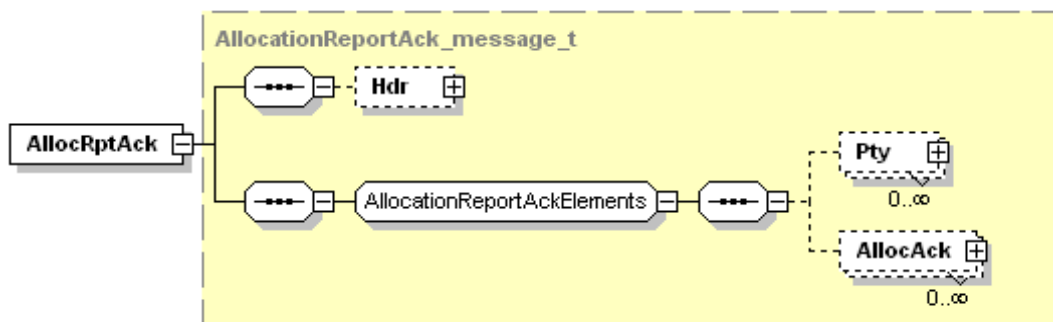 AllocationReportAck_message_t
Hdr
AllocRptAck
Pty
0..∞
AllocationReportAckElements
AllocAck
0..∞